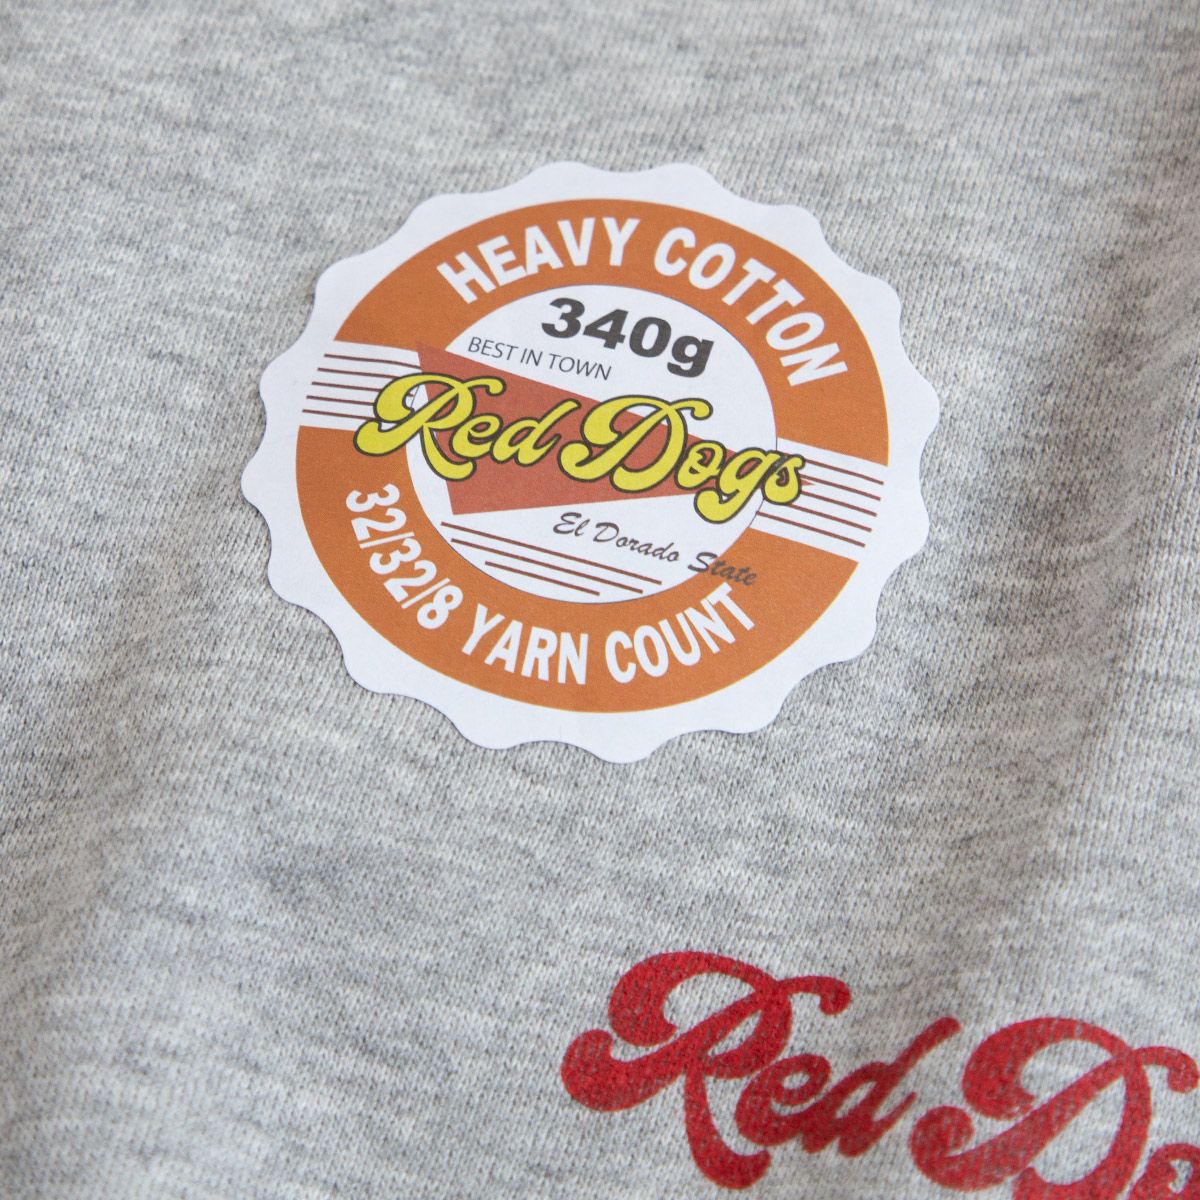 HEAVY COTTON
340g
BEST IN TOWN
Red Dogs
El Dorado State
32/32/8 YARN COUNT
Red Do